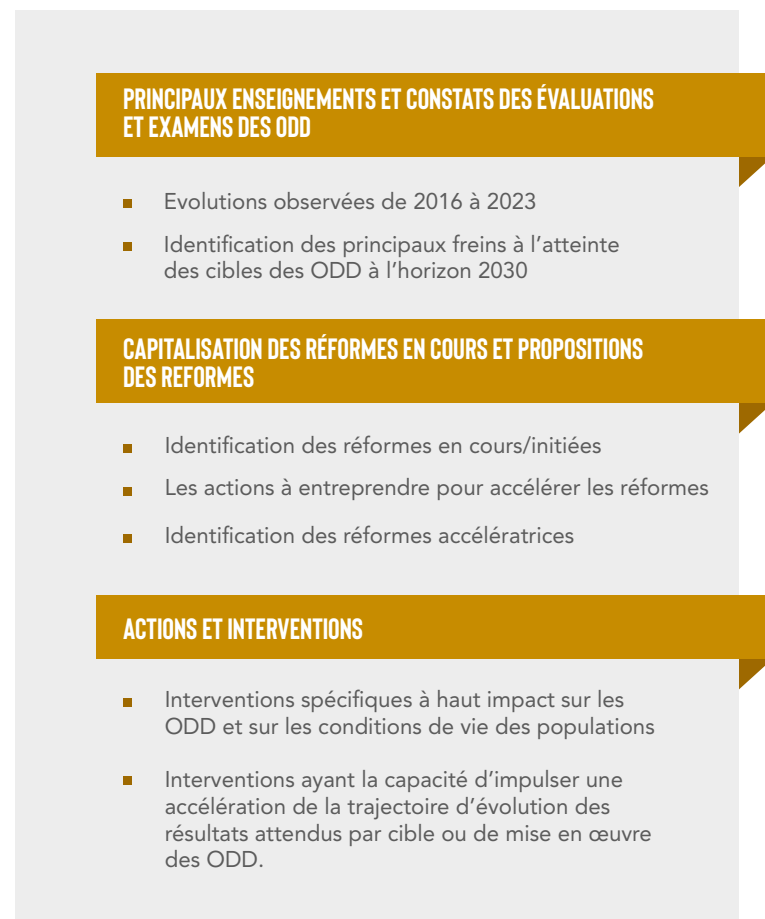 PRINCIPAUX ENSEIGNEMENTS ET CONSTATS DES ÉVALUATIONS
ET EXAMENS DES ODD
Evolutions observées de 2016 à 2023
Identification des principaux freins à l’atteinte
des cibles des ODD à l’horizon 2030
CAPITALISATION DES RÉFORMES EN COURS ET PROPOSITIONS
DES REFORMES
Identification des réformes en cours/initiées
Les actions à entreprendre pour accélérer les réformes
Identification des réformes accélératrices
ACTIONS ET INTERVENTIONS
Interventions spécifiques à haut impact sur les
ODD et sur les conditions de vie des populations
Interventions ayant la capacité d’impulser une
accélération de la trajectoire d’évolution des
résultats attendus par cible ou de mise en œuvre
des ODD.